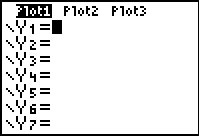 Plot1 Plot2 Plot3
\Y1=
\Y2=
\Y3=
\Y4=
\Y5=
\Y6=
\Y7=